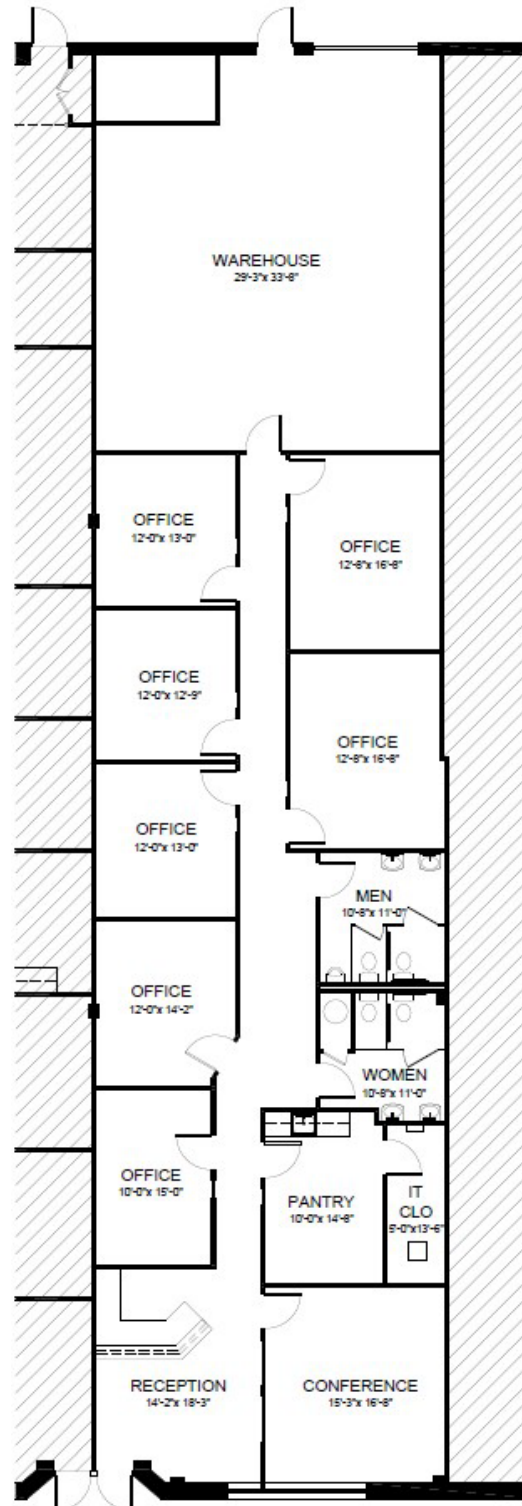 WAREHOUSE
29'-3"x 33'-8"
OFFICE
12'-0"x 13'-0"
OFFICE
12'-8"x 16'-8"
OFFICE
12'-0"x 12'-9"
OFFICE
12'-8"x 16'-8"
OFFICE
12'-0"x 13'-0"
MEN
10'-8"x 11'-0"
OFFICE
12'-0"x 14'-2"
WOMEN
10'-8"x 11'-0"
OFFICE
10'-0"x 15'-0"
PANTRY
10'-0"x 14'-8"
IT
CLO
5'-0"x13'-6"
RECEPTION
14'-2"x 18'-3"
CONFERENCE
15'-3"x 16'-8"